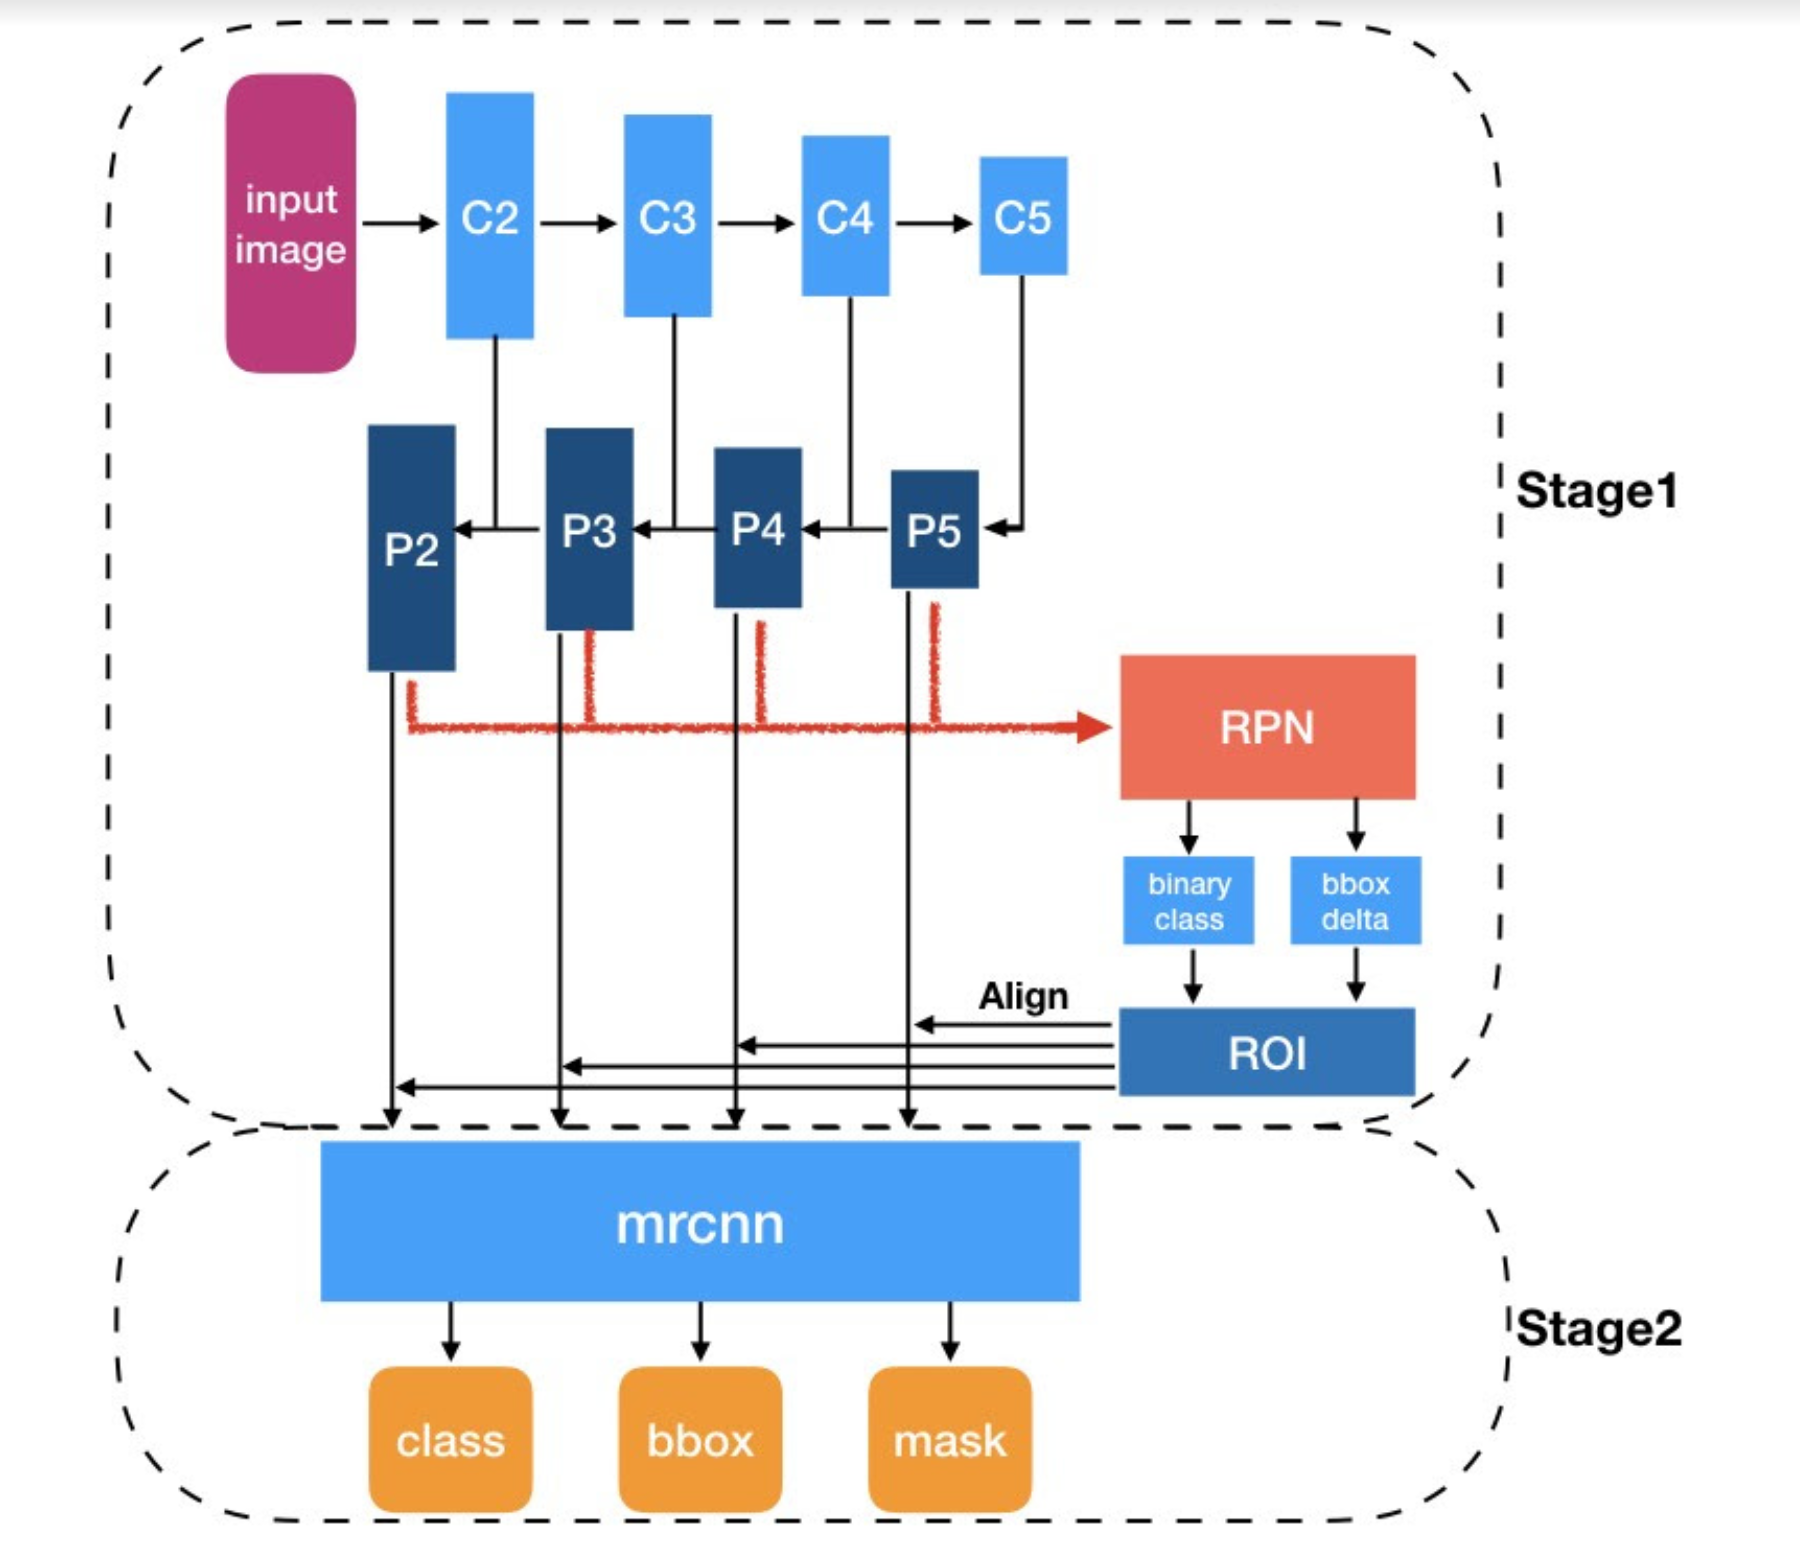 input
image
C2
C3
C4
C5
P2
P3
P4
P5
Stage1
RPN
binary
class
bbox
delta
Align
ROI
mrcnn
Stage2
class
bbox
mask